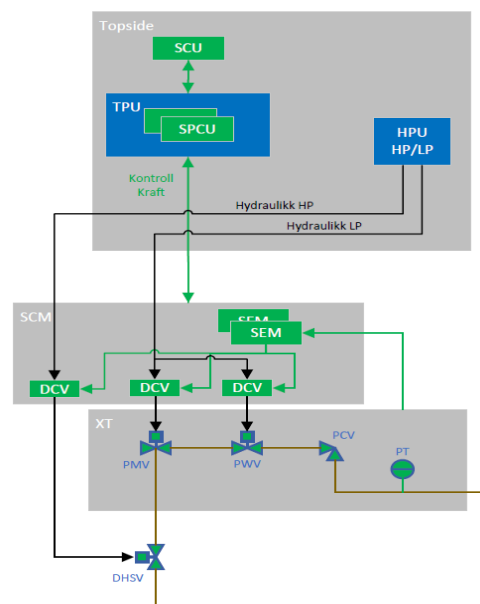 Topside
SCU
TPU
SPCU
HPU
HP/LP
Kontroll
Kraft
Hydraulikk HP
Hydraulikk LP
SCM
SEM
SEM
DCV
DCV
DCV
XT
PMV
PWV
PCV
PT
DHSV